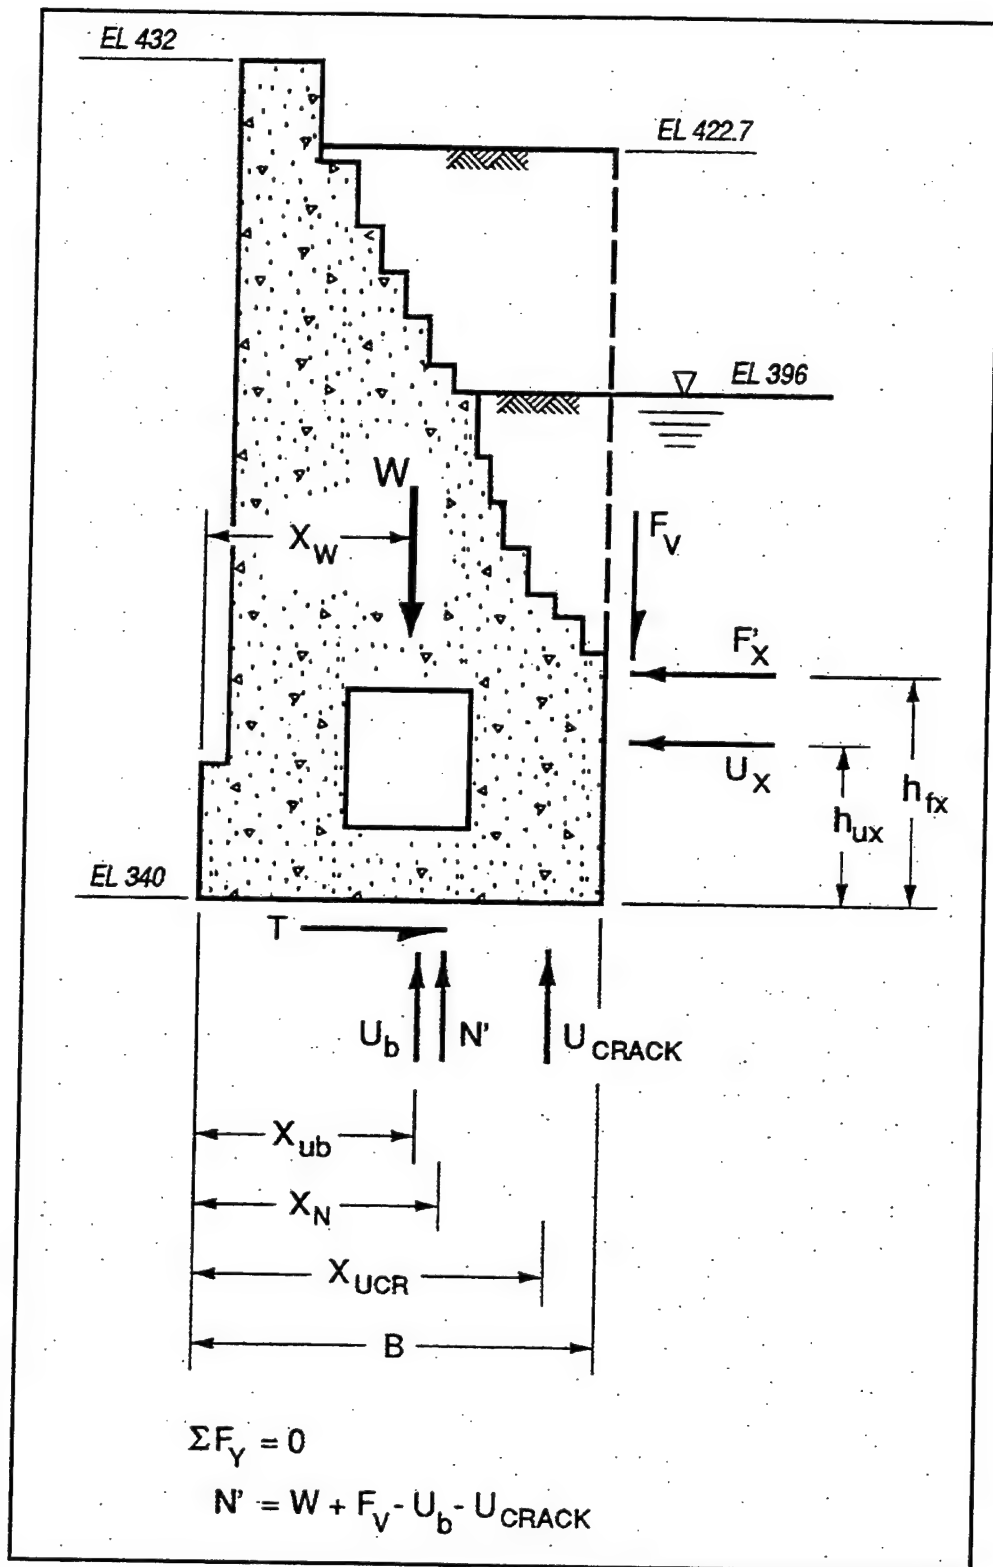 EL 432
EL 422.7
EL 396
W
X_W
F_V
F'_X
U_X
h_fx
h_ux
EL 340
T
U_b
N'
U_CRACK
X_ub
X_N
X_UCR
B
ΣF_Y = 0
N' = W + F_V - U_b - U_CRACK